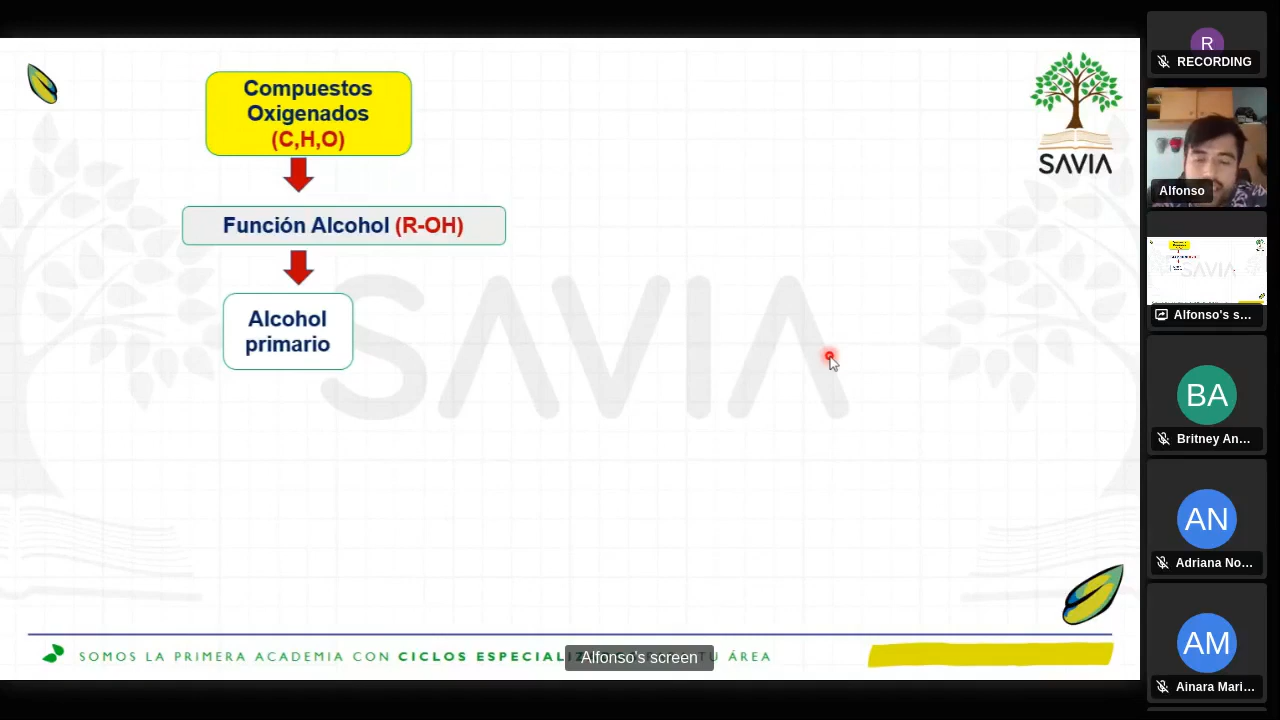 Compuestos
Oxigenados
(C,H,O)
Función Alcohol (R-OH)
Alcohol
primario
SAVIA
SAVIA
SOMOS LA PRIMERA ACADEMIA CON CICLOS ESPECIALI TU ÁREA
Alfonso's screen
R
RECORDING
Alfonso
Alfonso's s...
BA
Britney An...
AN
Adriana No...
AM
Ainara Mari...